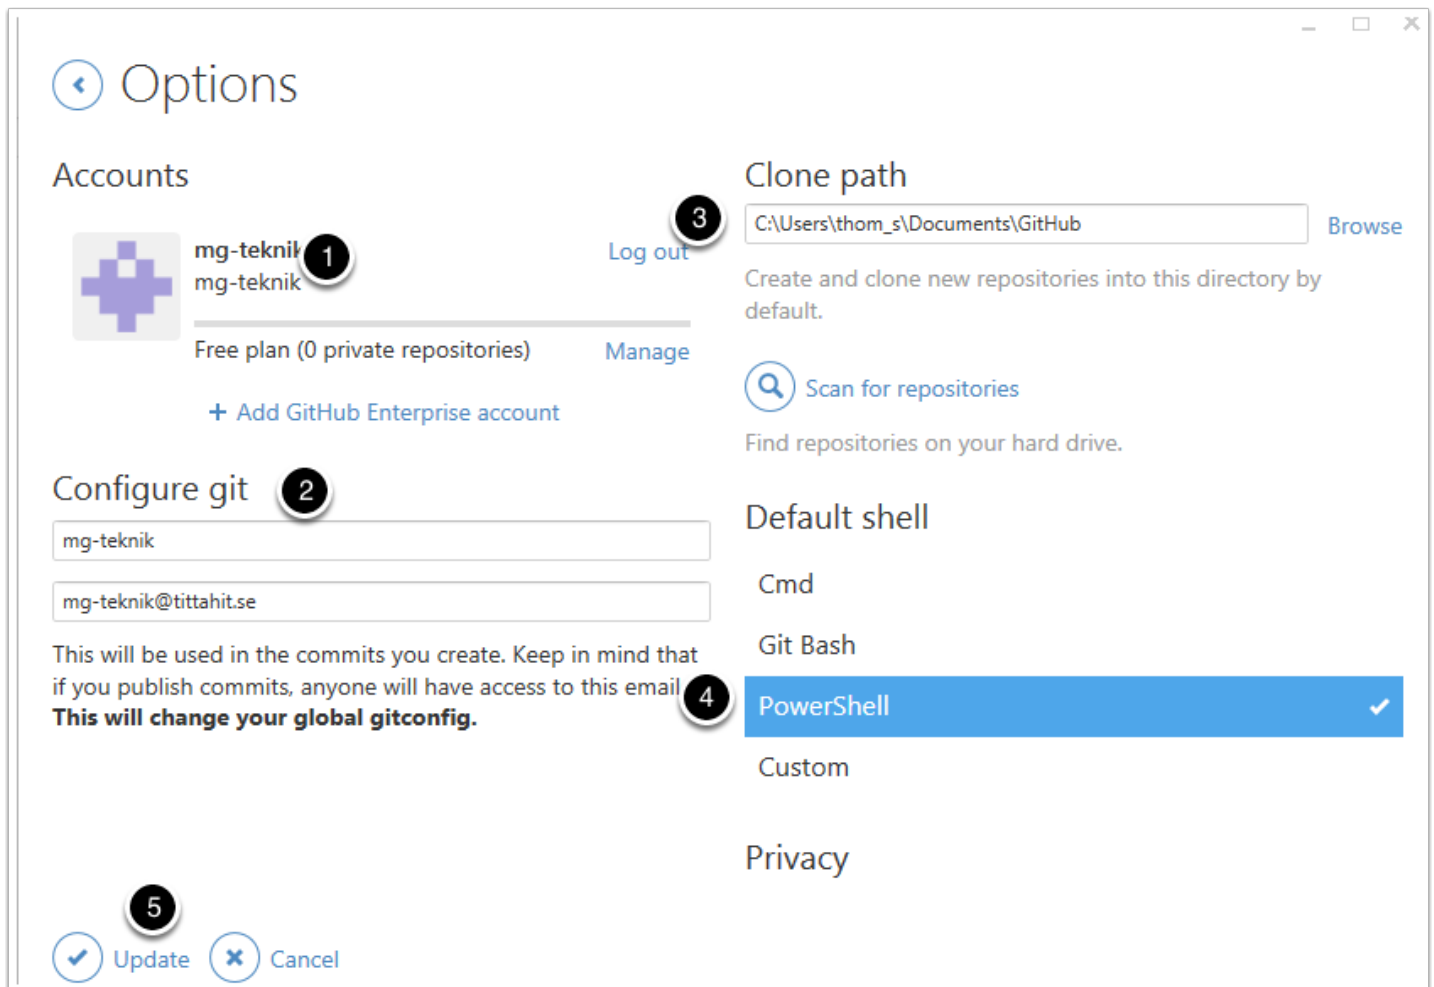 Options
Accounts
mg-teknik
1
mg-teknik
Log out
Free plan (0 private repositories)
Manage
+ Add GitHub Enterprise account
Configure git
2
mg-teknik
mg-teknik@tittahit.se
This will be used in the commits you create. Keep in mind that
if you publish commits, anyone will have access to this email
This will change your global gitconfig.
5
Update
Cancel
Clone path
3
C:\Users\thom_s\Documents\GitHub
Browse
Create and clone new repositories into this directory by
default.
Scan for repositories
Find repositories on your hard drive.
Default shell
Cmd
Git Bash
4
PowerShell
Custom
Privacy